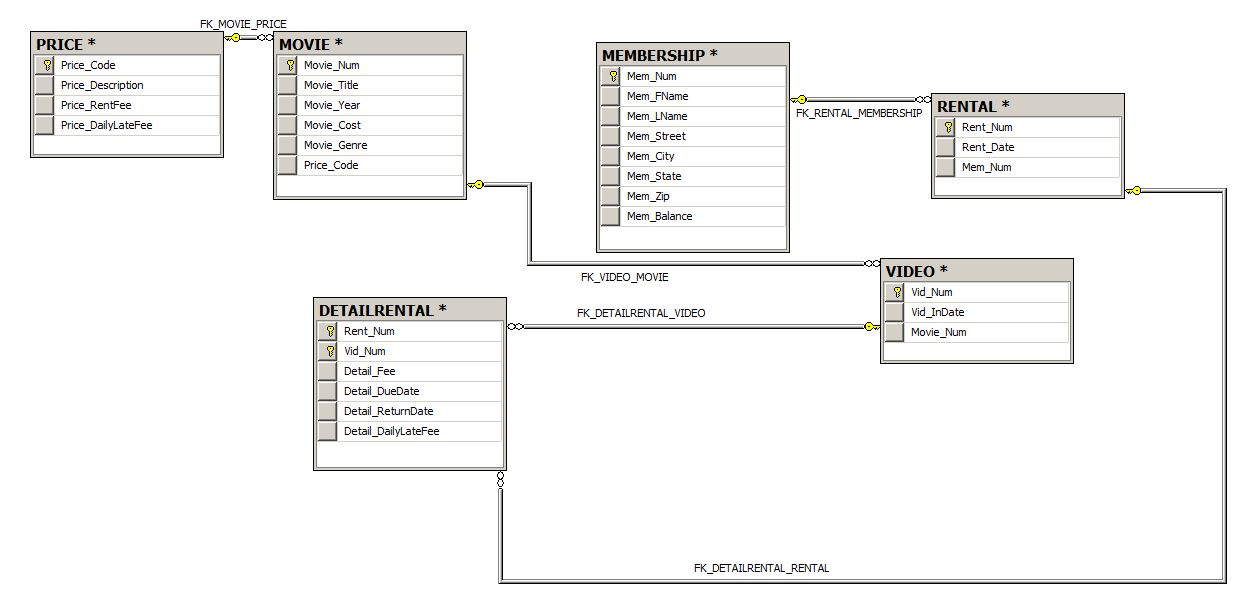 FK_MOVIE_PRICE
PRICE *
Price_Code
Price_Description
Price_RentFee
Price_DailyLateFee
MOVIE *
Movie_Num
Movie_Title
Movie_Year
Movie_Cost
Movie_Genre
Price_Code
MEMBERSHIP *
Mem_Num
Mem_FName
Mem_LName
Mem_Street
Mem_City
Mem_State
Mem_Zip
Mem_Balance
FK_RENTAL_MEMBERSHIP
RENTAL *
Rent_Num
Rent_Date
Mem_Num
FK_VIDEO_MOVIE
VIDEO *
Vid_Num
Vid_InDate
Movie_Num
DETAILRENTAL *
Rent_Num
Vid_Num
Detail_Fee
Detail_DueDate
Detail_ReturnDate
Detail_DailyLateFee
FK_DETAILRENTAL_VIDEO
FK_DETAILRENTAL_RENTAL